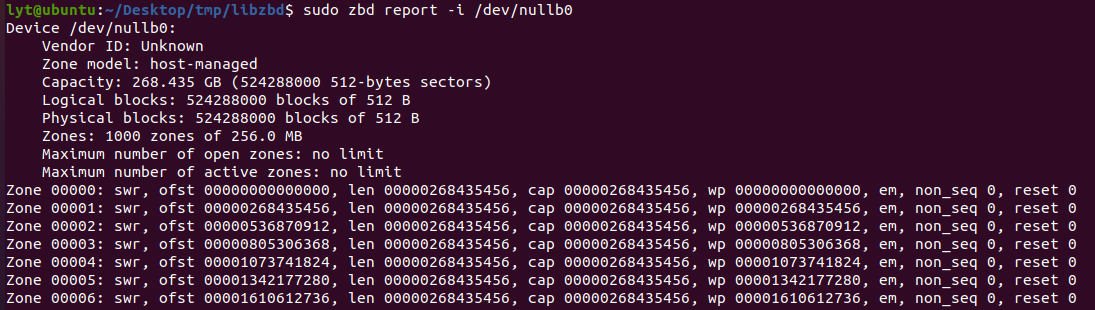 lyt@ubuntu:~/Desktop/tmp/libzbd$ sudo zbd report -i /dev/nullb0
Device /dev/nullb0:
    Vendor ID: Unknown
    Zone model: host-managed
    Capacity: 268.435 GB (524288000 512-bytes sectors)
    Logical blocks: 524288000 blocks of 512 B
    Physical blocks: 524288000 blocks of 512 B
    Zones: 1000 zones of 256.0 MB
    Maximum number of open zones: no limit
    Maximum number of active zones: no limit
Zone 00000: swr, ofst 00000000000000, len 00000268435456, cap 00000268435456, wp 00000000000000, em, non_seq 0, reset 0
Zone 00001: swr, ofst 00000268435456, len 00000268435456, cap 00000268435456, wp 00000268435456, em, non_seq 0, reset 0
Zone 00002: swr, ofst 00000536870912, len 00000268435456, cap 00000268435456, wp 00000536870912, em, non_seq 0, reset 0
Zone 00003: swr, ofst 00000805306368, len 00000268435456, cap 00000268435456, wp 00000805306368, em, non_seq 0, reset 0
Zone 00004: swr, ofst 00001073741824, len 00000268435456, cap 00000268435456, wp 00001073741824, em, non_seq 0, reset 0
Zone 00005: swr, ofst 00001342177280, len 00000268435456, cap 00000268435456, wp 00001342177280, em, non_seq 0, reset 0
Zone 00006: swr, ofst 00001610612736, len 00000268435456, cap 00000268435456, wp 00001610612736, em, non_seq 0, reset 0